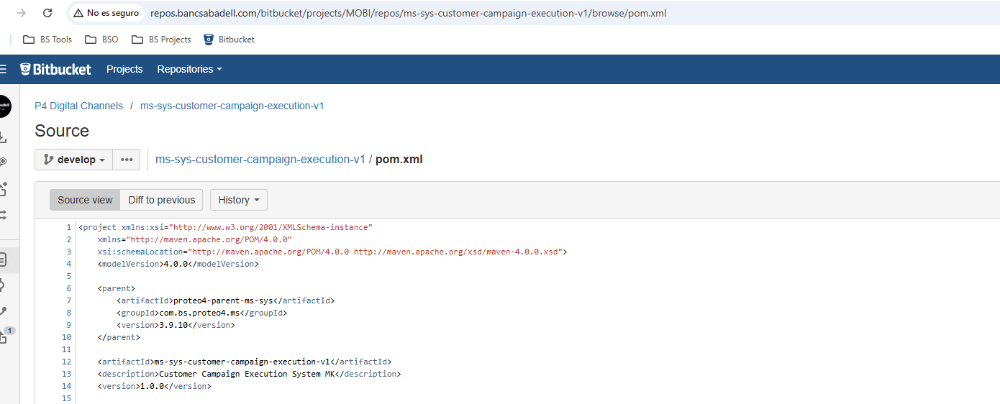 No es seguro repos.bancsabadell.com/bitbucket/projects/MOBI/repos/ms-sys-customer-campaign-execution-v1/browse/pom.xml
BS Tools BSO BS Projects Bitbucket
Bitbucket Projects Repositories
P4 Digital Channels / ms-sys-customer-campaign-execution-v1
Source
develop ••• ms-sys-customer-campaign-execution-v1 / pom.xml
Source view Diff to previous History
1 <project xmlns:xsi="http://www.w3.org/2001/XMLSchema-instance"
2 xmlns="http://maven.apache.org/POM/4.0.0"
3 xsi:schemaLocation="http://maven.apache.org/POM/4.0.0 http://maven.apache.org/xsd/maven-4.0.0.xsd">
4 <modelVersion>4.0.0</modelVersion>
5
6 <parent>
7 <artifactId>proteo4-parent-ms-sys</artifactId>
8 <groupId>com.bs.proteo4.ms</groupId>
9 <version>3.9.10</version>
10 </parent>
11
12 <artifactId>ms-sys-customer-campaign-execution-v1</artifactId>
13 <description>Customer Campaign Execution System MK</description>
14 <version>1.0.0</version>
15
1